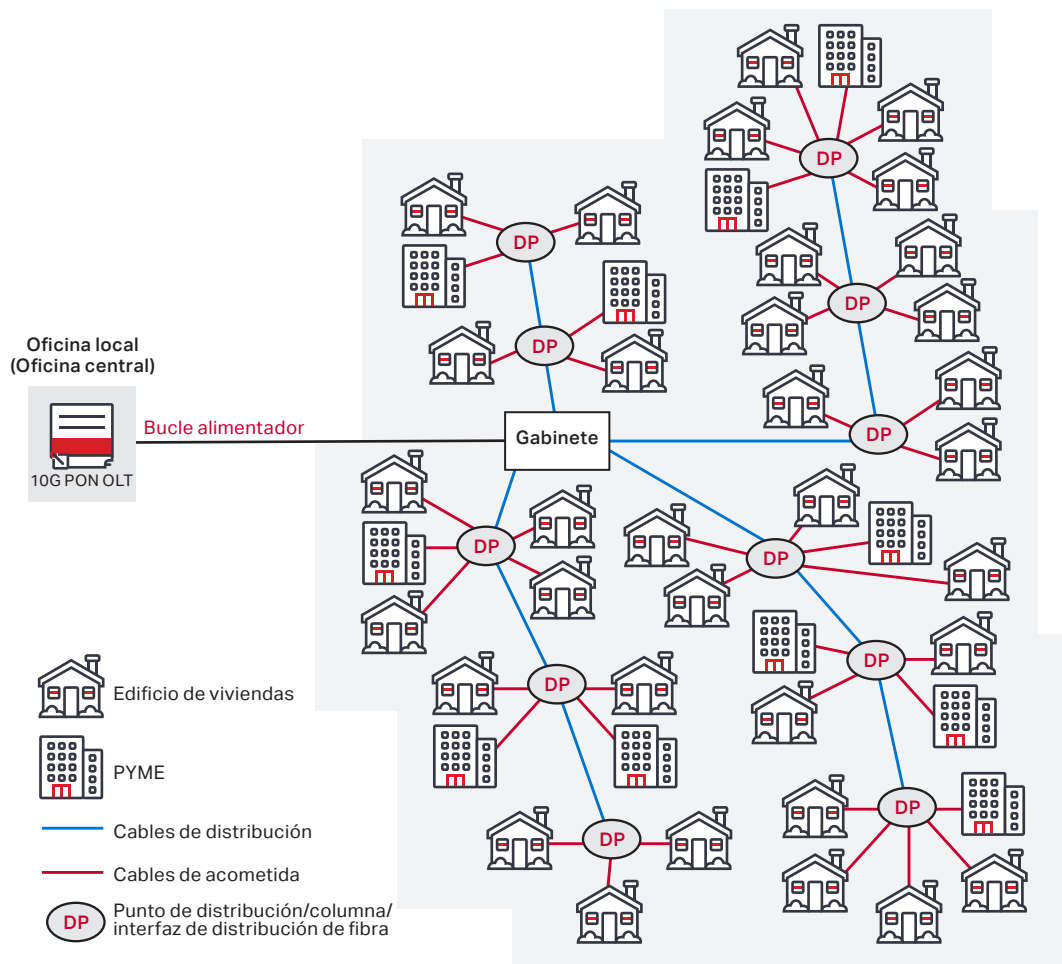 DP
DP
DP
DP
Oficina local
(Oficina central)
10G PON OLT
Bucle alimentador
Gabinete
DP
DP
DP
DP
DP
DP
DP
Edificio de viviendas
PYME
Cables de distribución
Cables de acometida
DP
Punto de distribución/columna/
interfaz de distribución de fibra